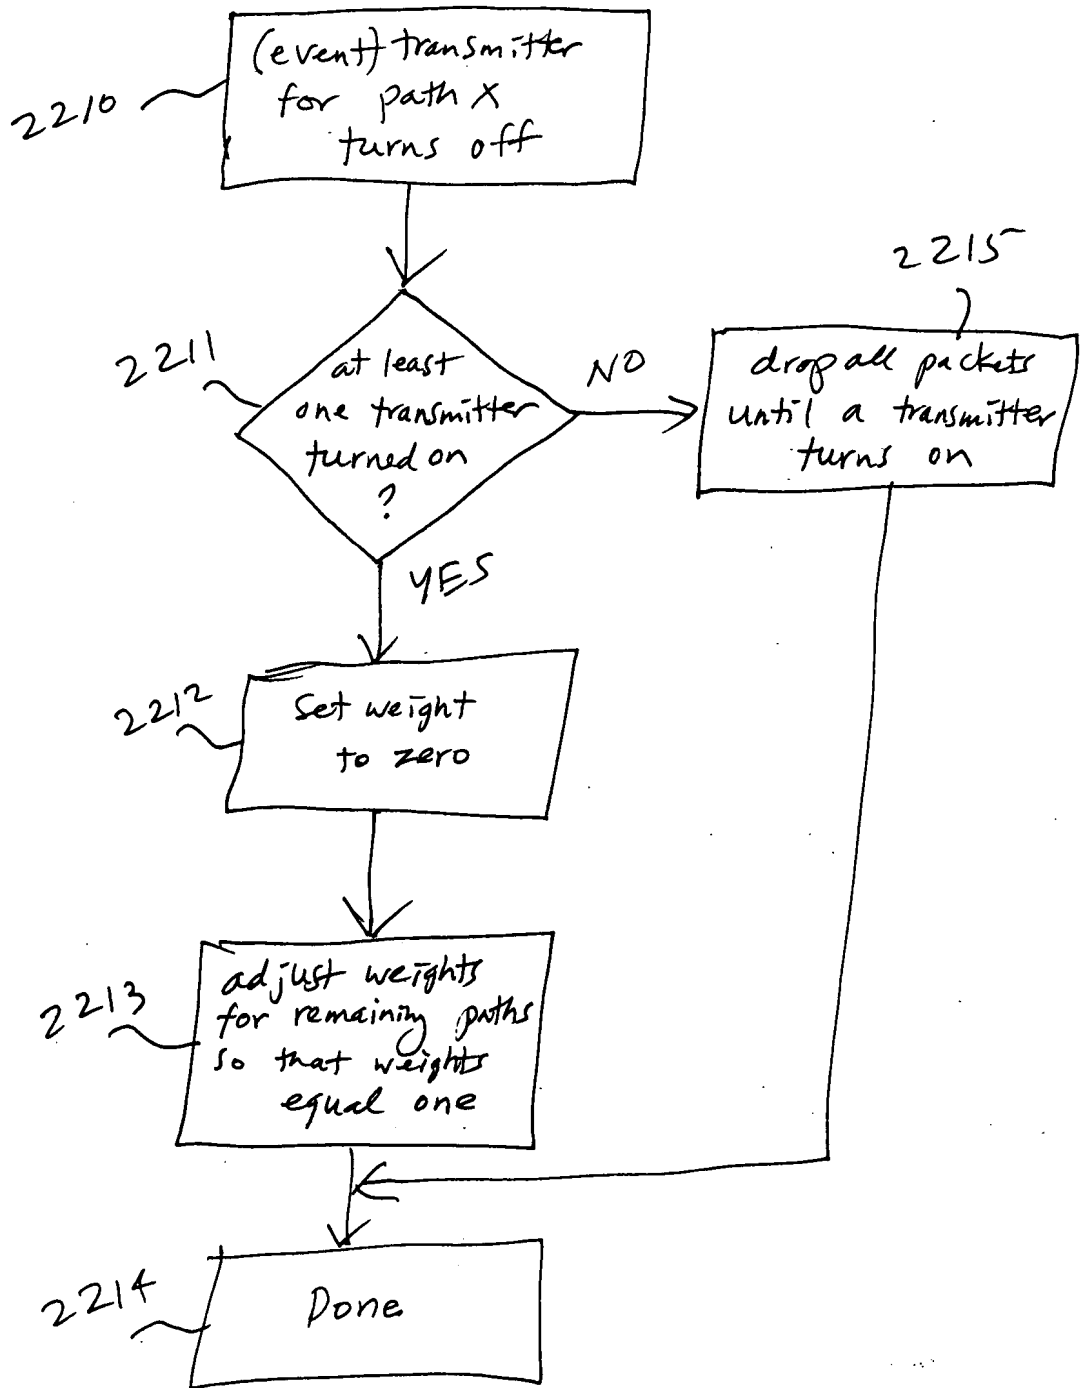 2210
(event) transmitter
for path X
turns off
2211
at least
one transmitter
turned on
?
NO
2215
drop all packets
until a transmitter
turns on
YES
2212
Set weight
to zero
2213
adjust weights
for remaining paths
so that weights
equal one
2214
Done